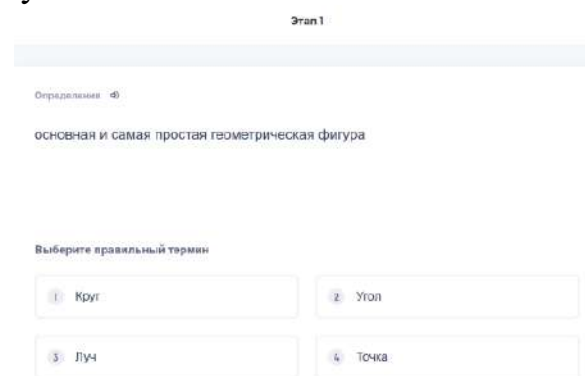 Этап 1
Определения
основная и самая простая геометрическая фигура
Выберите правильный термин
1 Круг
2 Угол
3 Луч
4 Точка